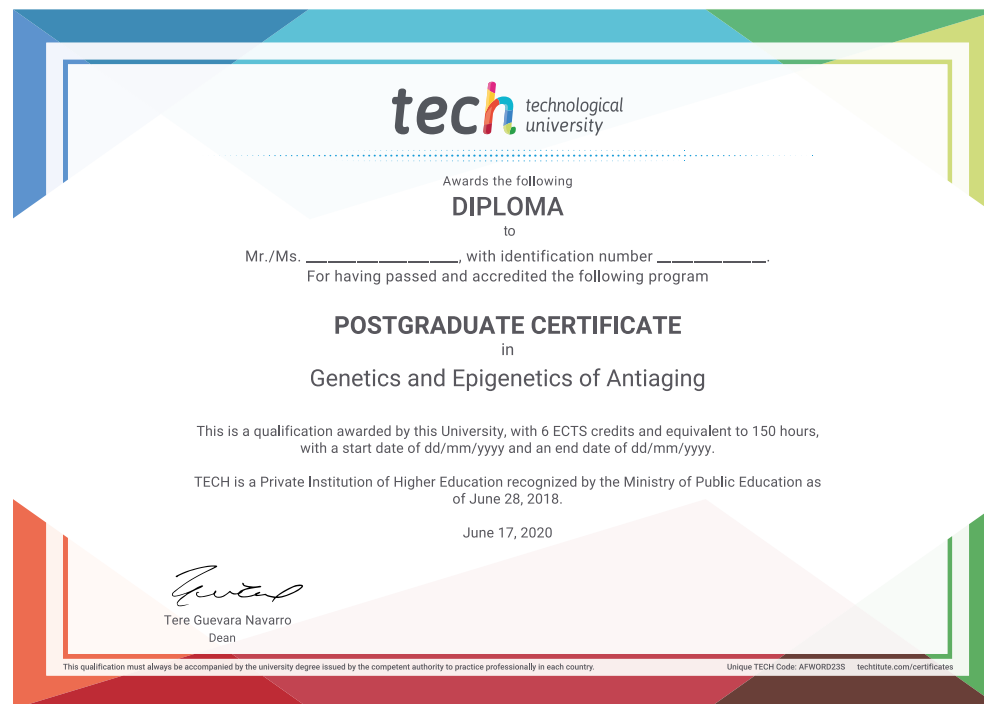 tech technological
university
Awards the following
DIPLOMA
to
Mr./Ms. __________________, with identification number _____________.
For having passed and accredited the following program
POSTGRADUATE CERTIFICATE
in
Genetics and Epigenetics of Antiaging
This is a qualification awarded by this University, with 6 ECTS credits and equivalent to 150 hours,
with a start date of dd/mm/yyyy and an end date of dd/mm/yyyy.
TECH is a Private Institution of Higher Education recognized by the Ministry of Public Education as
of June 28, 2018.
June 17, 2020
Tere Guevara Navarro
Dean
This qualification must always be accompanied by the university degree issued by the competent authority to practice professionally in each country.
Unique TECH Code: AFWORD23S techtitute.com/certificates